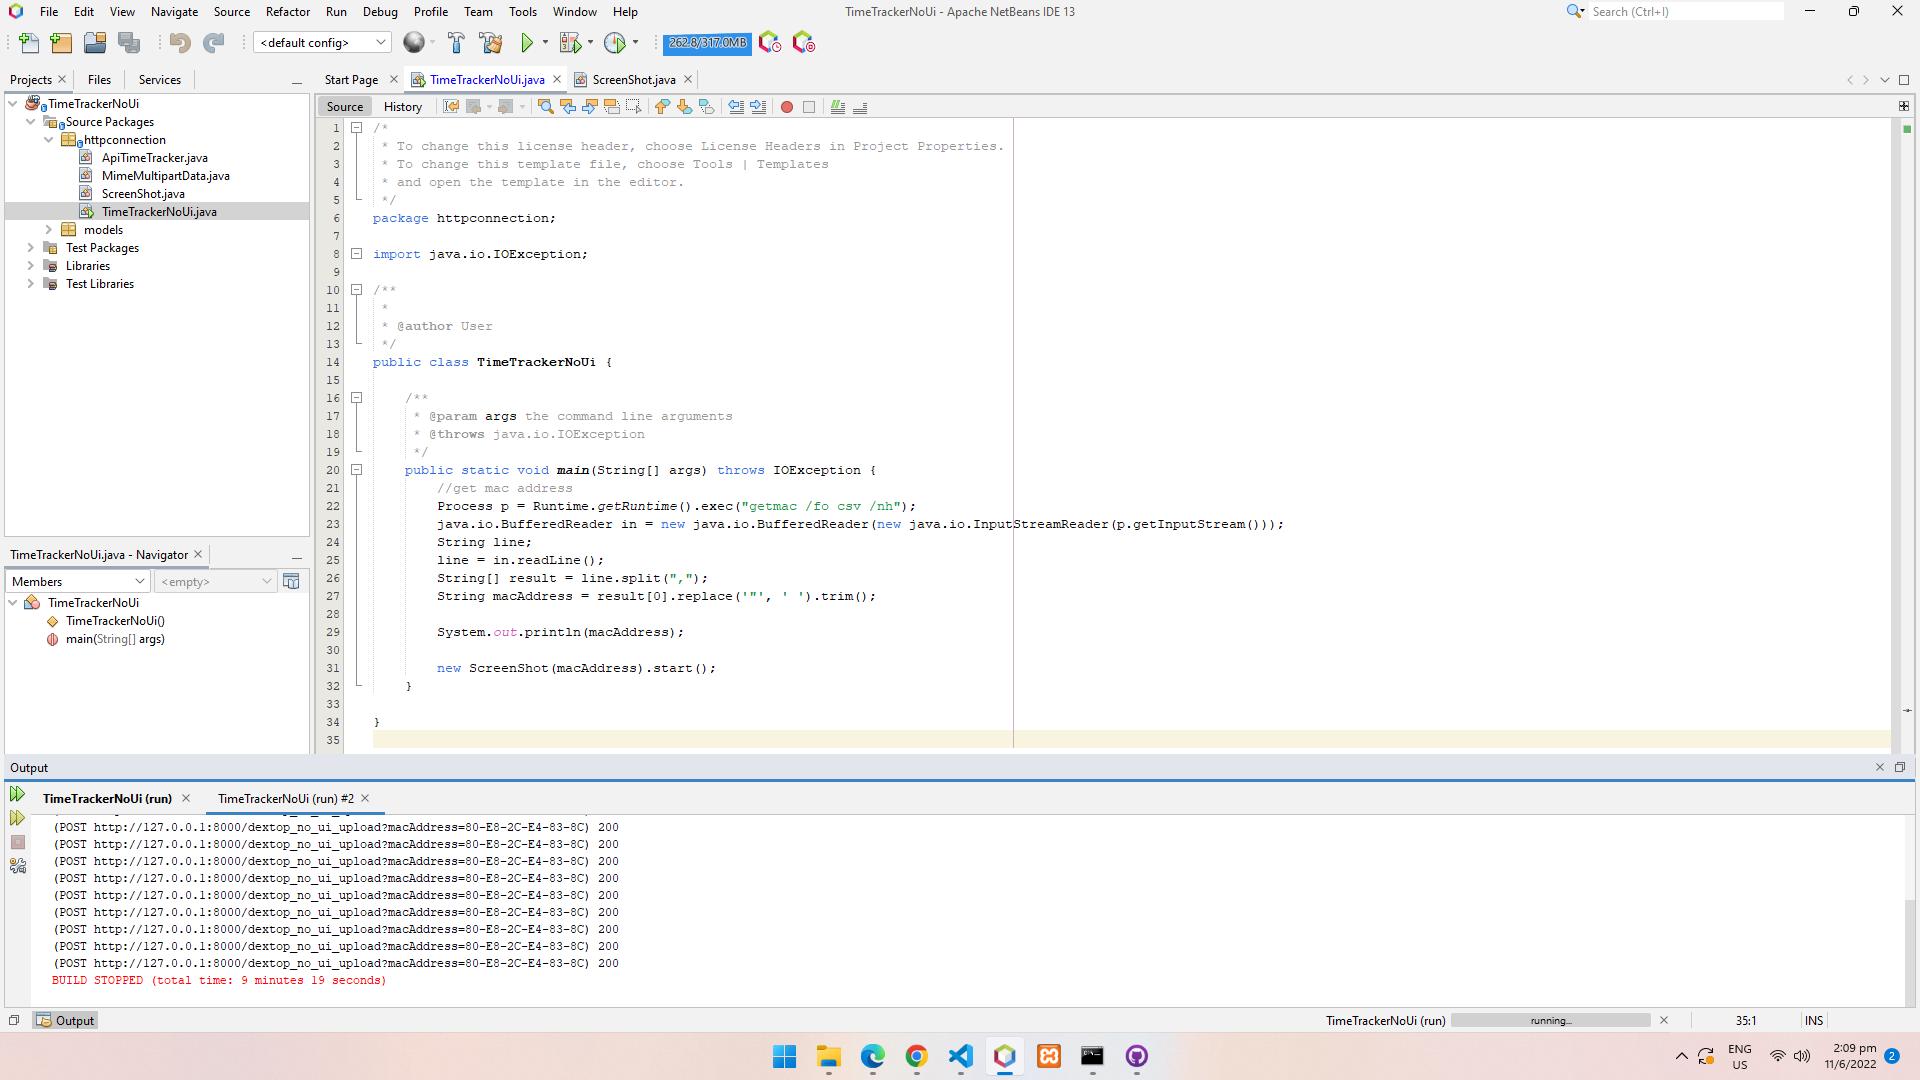 File Edit View Navigate Source Refactor Run Debug Profile Team Tools Window Help
TimeTrackerNoUi - Apache NetBeans IDE 13
Search (Ctrl+I)
<default config>
262.8/317.0MB
Projects Files Services
Start Page TimeTrackerNoUi.java ScreenShot.java
TimeTrackerNoUi
Source Packages
httpconnection
ApiTimeTracker.java
MimeMultipartData.java
ScreenShot.java
TimeTrackerNoUi.java
models
Test Packages
Libraries
Test Libraries
Source History
1 /*
2 * To change this license header, choose License Headers in Project Properties.
3 * To change this template file, choose Tools | Templates
4 * and open the template in the editor.
5 */
6 package httpconnection;
7
8 import java.io.IOException;
9
10 /**
11 *
12 * @author User
13 */
14 public class TimeTrackerNoUi {
15
16 /**
17 * @param args the command line arguments
18 * @throws java.io.IOException
19 */
20 public static void main(String[] args) throws IOException {
21 //get mac address
22 Process p = Runtime.getRuntime().exec("getmac /fo csv /nh");
23 java.io.BufferedReader in = new java.io.BufferedReader(new java.io.InputStreamReader(p.getInputStream()));
24 String line;
25 line = in.readLine();
26 String[] result = line.split(",");
27 String macAddress = result[0].replace('"', ' ').trim();
28
29 System.out.println(macAddress);
30
31 new ScreenShot(macAddress).start();
32 }
33
34 }
35
TimeTrackerNoUi.java - Navigator
Members <empty>
TimeTrackerNoUi
TimeTrackerNoUi()
main(String[] args)
Output
TimeTrackerNoUi (run) TimeTrackerNoUi (run) #2
(POST http://127.0.0.1:8000/dextop_no_ui_upload?macAddress=80-E8-2C-E4-83-8C) 200
(POST http://127.0.0.1:8000/dextop_no_ui_upload?macAddress=80-E8-2C-E4-83-8C) 200
(POST http://127.0.0.1:8000/dextop_no_ui_upload?macAddress=80-E8-2C-E4-83-8C) 200
(POST http://127.0.0.1:8000/dextop_no_ui_upload?macAddress=80-E8-2C-E4-83-8C) 200
(POST http://127.0.0.1:8000/dextop_no_ui_upload?macAddress=80-E8-2C-E4-83-8C) 200
(POST http://127.0.0.1:8000/dextop_no_ui_upload?macAddress=80-E8-2C-E4-83-8C) 200
(POST http://127.0.0.1:8000/dextop_no_ui_upload?macAddress=80-E8-2C-E4-83-8C) 200
(POST http://127.0.0.1:8000/dextop_no_ui_upload?macAddress=80-E8-2C-E4-83-8C) 200
(POST http://127.0.0.1:8000/dextop_no_ui_upload?macAddress=80-E8-2C-E4-83-8C) 200
BUILD STOPPED (total time: 9 minutes 19 seconds)
Output
TimeTrackerNoUi (run) running... 35:1 INS
ENG
US
2:09 pm
11/6/2022
2